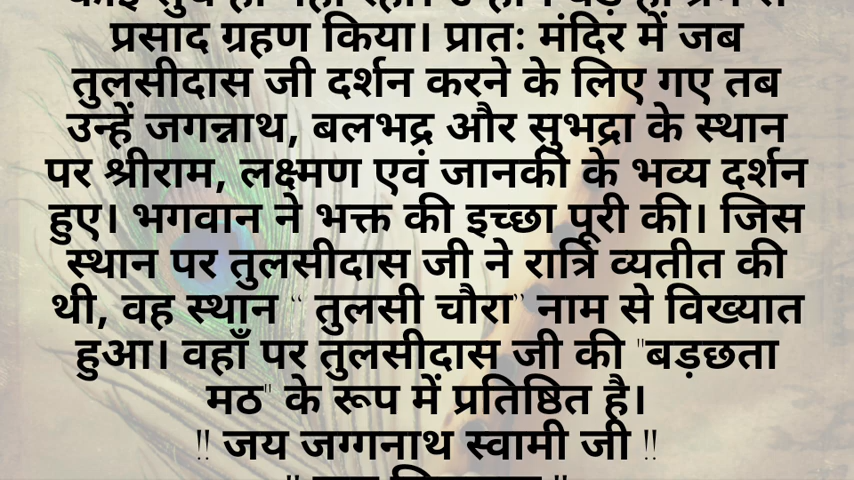 प्रसाद ग्रहण किया। प्रातः मंदिर में जब
तुलसीदास जी दर्शन करने के लिए गए तब
उन्हें जगन्नाथ, बलभद्र और सुभद्रा के स्थान
पर श्रीराम, लक्ष्मण एवं जानकी के भव्य दर्शन
हुए। भगवान ने भक्त की इच्छा पूरी की। जिस
स्थान पर तुलसीदास जी ने रात्रि व्यतीत की
थी, वह स्थान “ तुलसी चौरा” नाम से विख्यात
हुआ। वहाँ पर तुलसीदास जी की "बड़छता
मठ" के रूप में प्रतिष्ठित है।
!! जय जग्गनाथ स्वामी जी !!